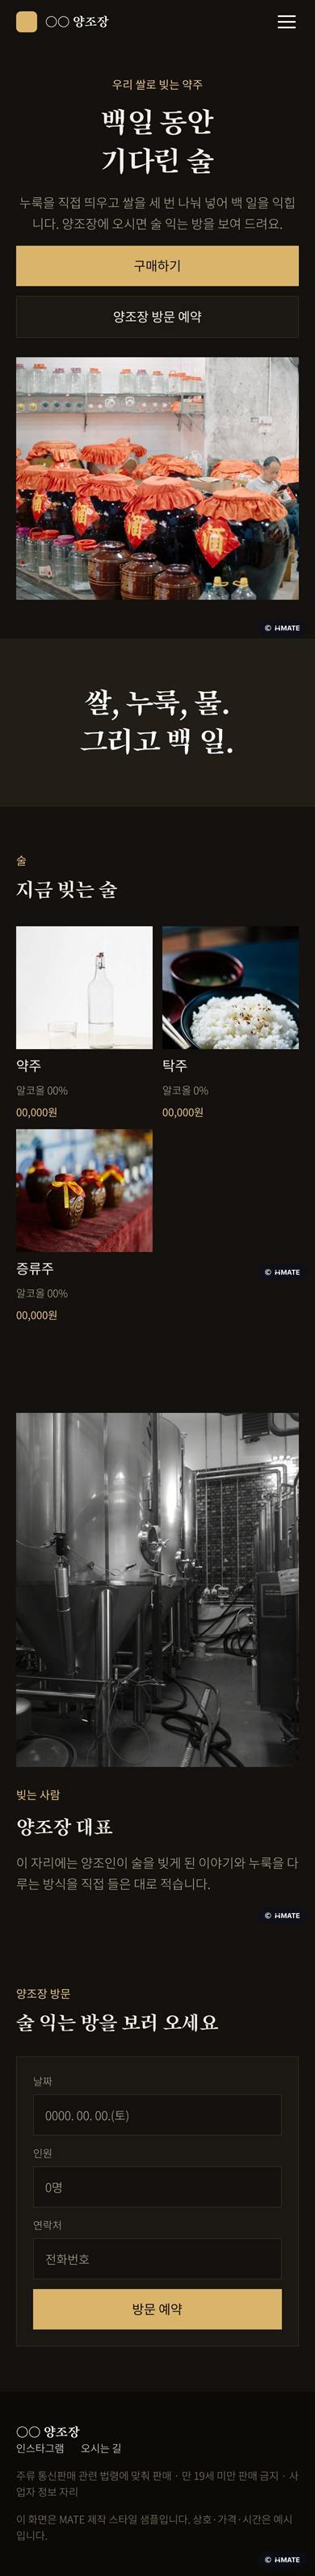 ○○ 양조장
우리 쌀로 빚는 약주
백일 동안
기다린 술
누룩을 직접 띄우고 쌀을 세 번 나눠 넣어 백 일을 익힙
니다. 양조장에 오시면 술 익는 방을 보여 드려요.
구매하기
양조장 방문 예약
酒
酒
酒
© MATE
쌀, 누룩, 물.
그리고 백 일.
술
지금 빚는 술
약주
탁주
알코올 00%
알코올 0%
00,000원
00,000원
증류주
© MATE
알코올 00%
00,000원
빚는 사람
양조장 대표
이 자리에는 양조인이 술을 빚게 된 이야기와 누룩을 다
루는 방식을 직접 들은 대로 적습니다.
© MATE
양조장 방문
술 익는 방을 보러 오세요
날짜
0000. 00. 00.(토)
인원
0명
연락처
전화번호
방문 예약
○○ 양조장
인스타그램 오시는 길
주류 통신판매 관련 법령에 맞춰 판매 · 만 19세 미만 판매 금지 · 사
업자 정보 자리
이 화면은 MATE 제작 스타일 샘플입니다. 상호·가격·시간은 예시
입니다.
© MATE